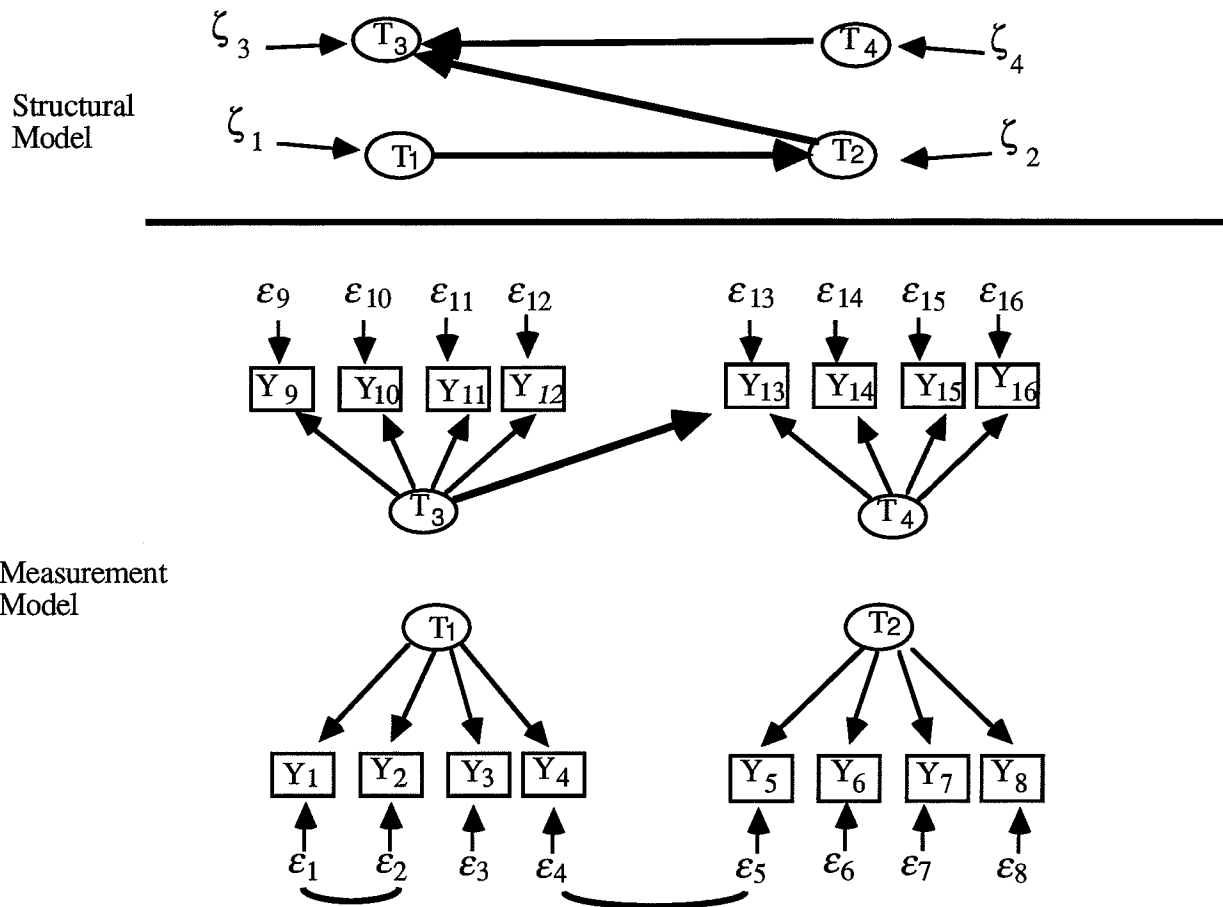 ζ3 T3 T4 ζ4
Structural
Model
ζ1 T1 T2 ζ2
ε9 ε10 ε11 ε12 ε13 ε14 ε15 ε16
Y9 Y10 Y11 Y12 Y13 Y14 Y15 Y16
T3 T4
Measurement
Model
T1 T2
Y1 Y2 Y3 Y4 Y5 Y6 Y7 Y8
ε1 ε2 ε3 ε4 ε5 ε6 ε7 ε8